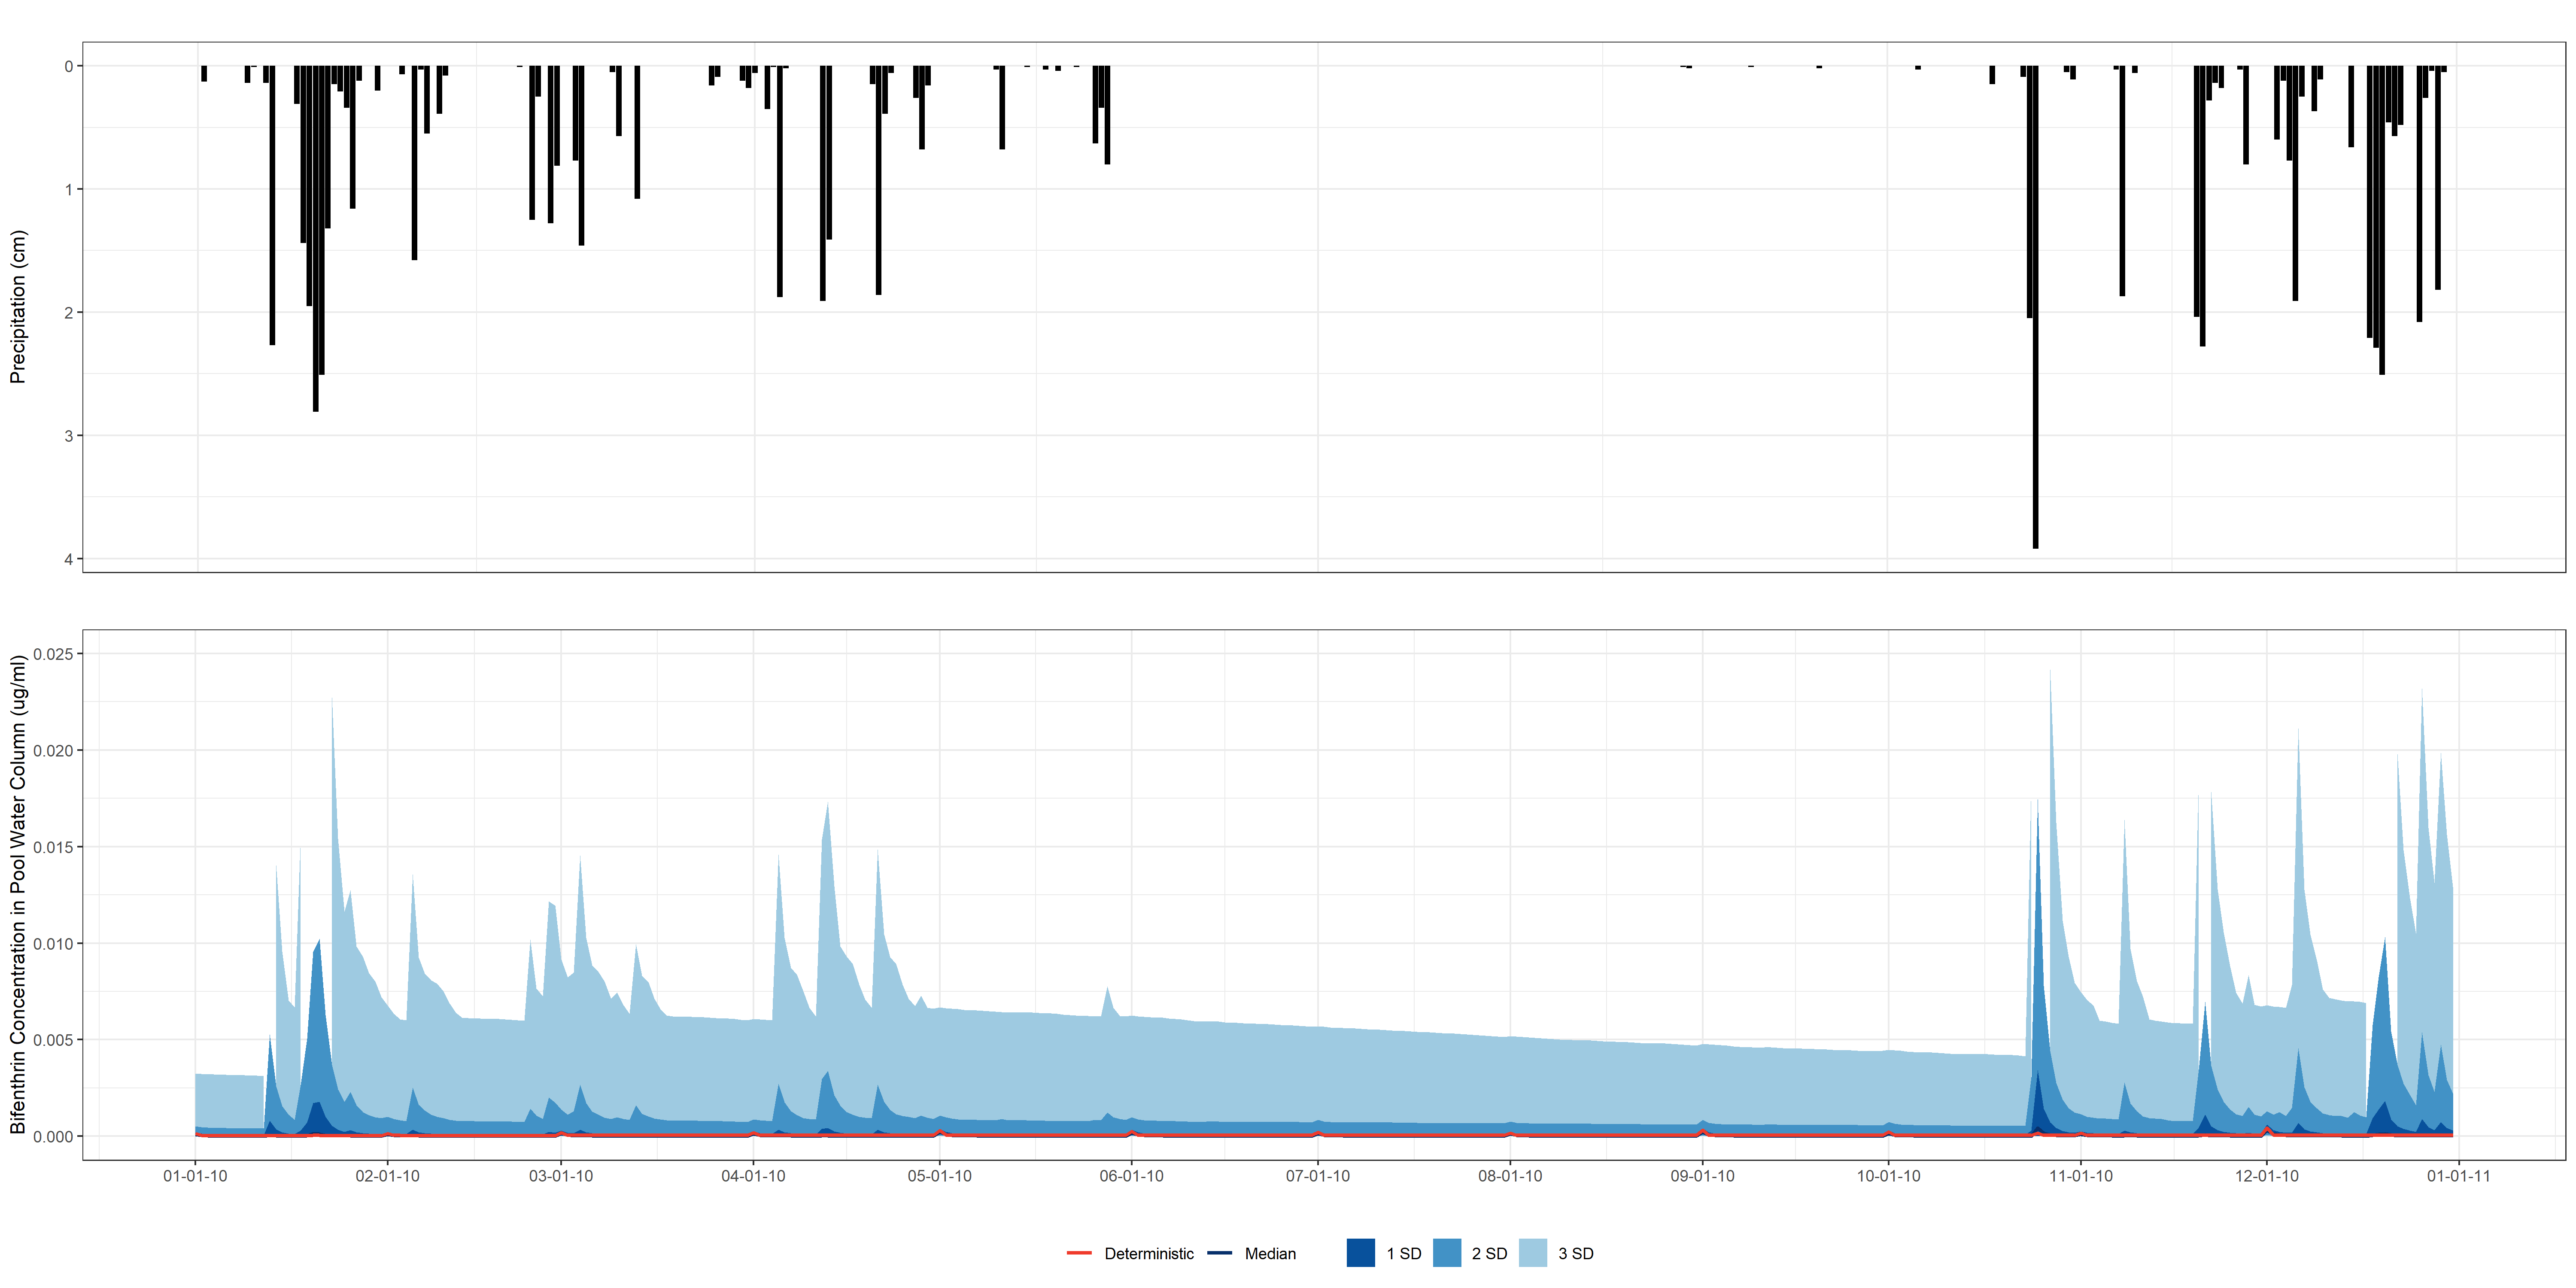 Precipitation (cm)
0
1
2
3
4
Bifenthrin Concentration in Pool Water Column (ug/ml)
0.025
0.020
0.015
0.010
0.005
0.000
01-01-10 02-01-10 03-01-10 04-01-10 05-01-10 06-01-10 07-01-10 08-01-10 09-01-10 10-01-10 11-01-10 12-01-10 01-01-11
Deterministic Median 1 SD 2 SD 3 SD